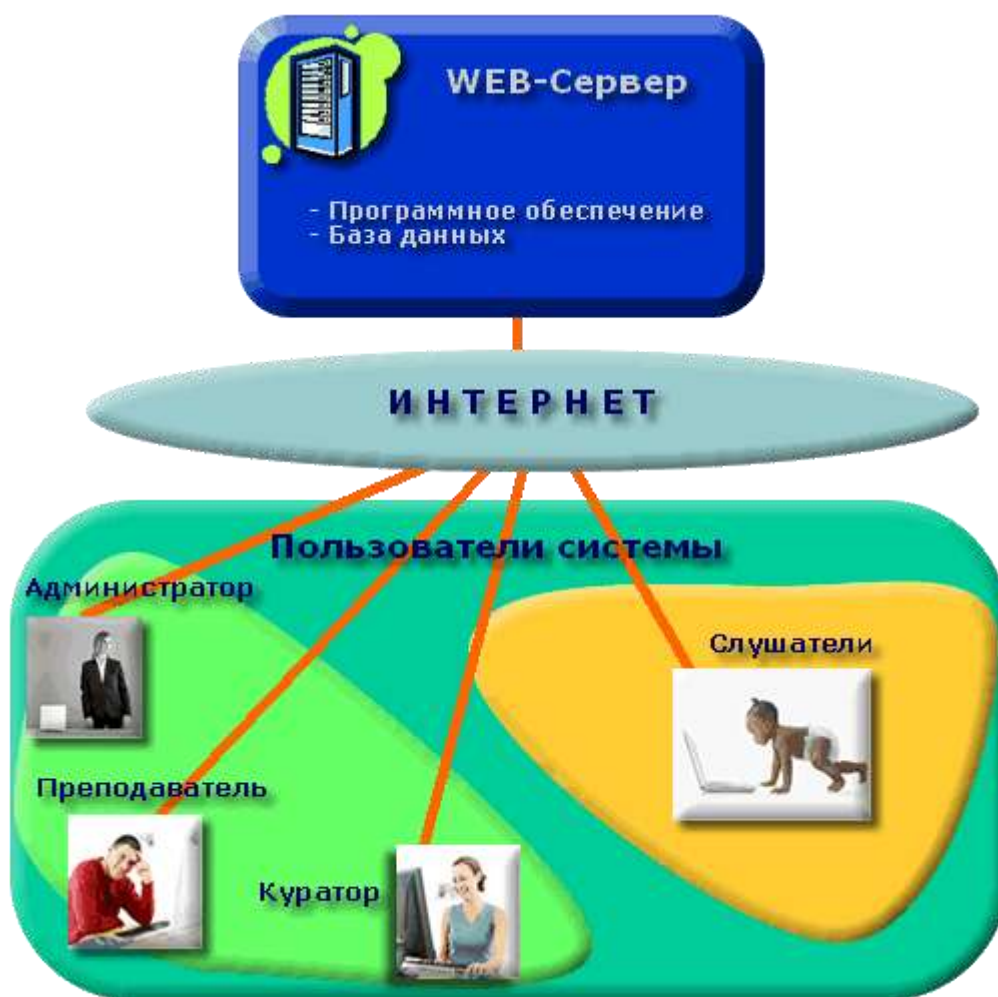 WEB-Сервер
- Программное обеспечение
- База данных
ИНТЕРНЕТ
Пользователи системы
Администратор
Слушатели
Преподаватель
Куратор